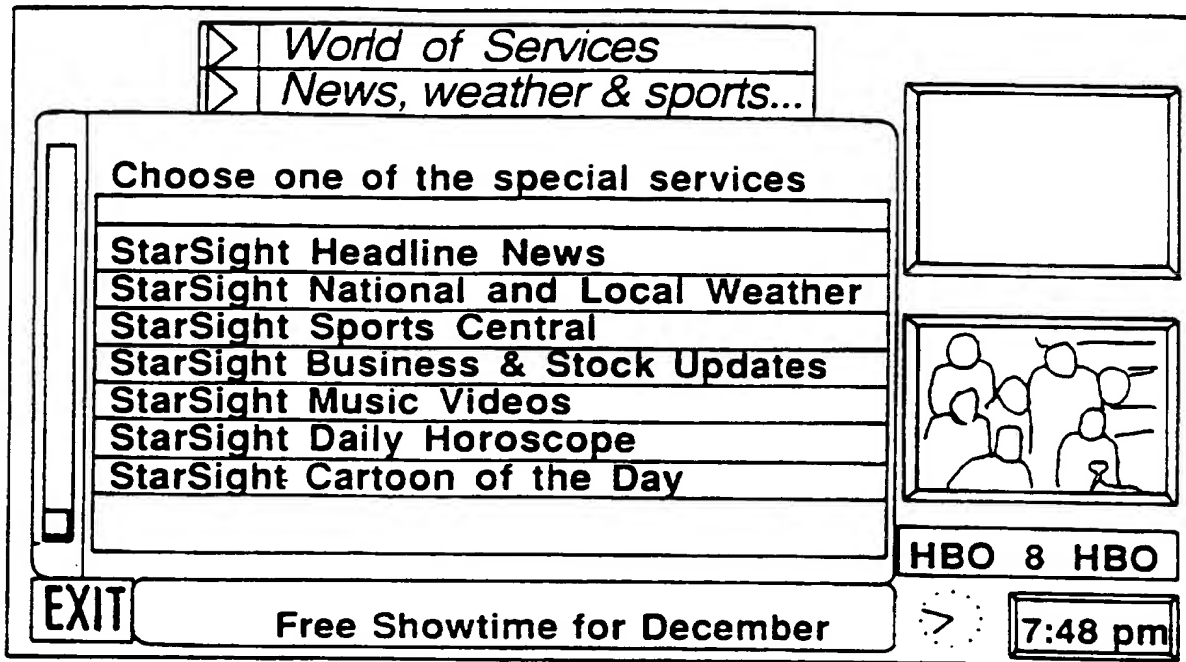 World of Services
News, weather & sports...
Choose one of the special services
StarSight Headline News
StarSight National and Local Weather
StarSight Sports Central
StarSight Business & Stock Updates
StarSight Music Videos
StarSight Daily Horoscope
StarSight Cartoon of the Day
HBO 8 HBO
EXIT
Free Showtime for December
7:48 pm